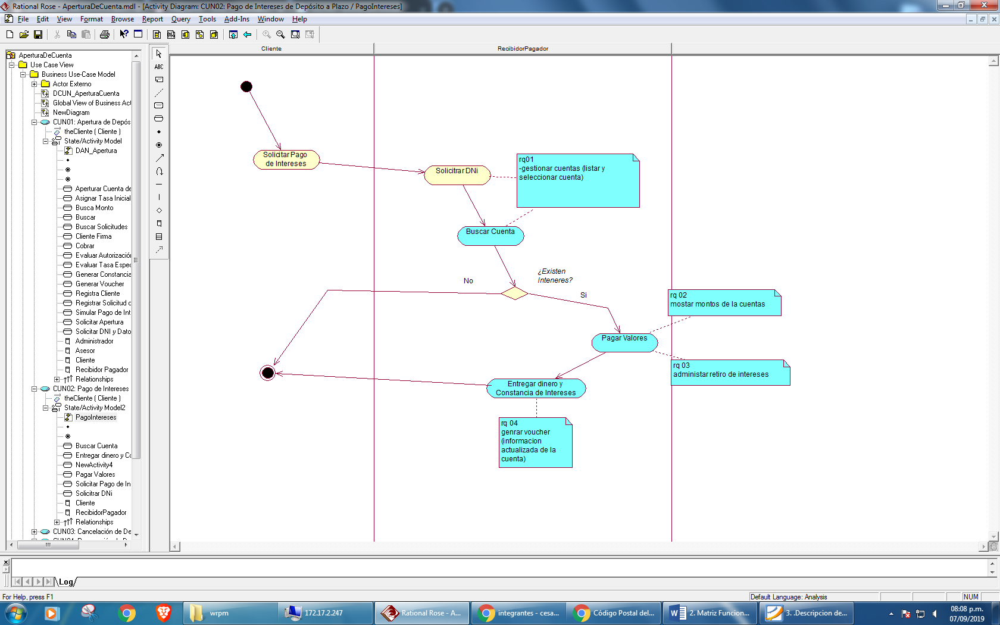 Rational Rose - AperturaDeCuenta.mdl - [Activity Diagram: CUN02: Pago de Intereses de Depósito a Plazo / PagoIntereses]
File Edit View Format Browse Report Query Tools Add-Ins Window Help
AperturaDeCuenta
Use Case View
Business Use-Case Model
Actor Externo
DCUN_AperturaCuenta
Global View of Business Act
NewDiagram
CUN01: Apertura de Depós
theCliente ( Cliente )
State/Activity Model
DAN_Apertura
Aperturar Cuenta de
Asignar Tasa Inicial
Busca Monto
Buscar
Buscar Solicitudes
Cliente Firma
Cobrar
Evaluar Autorización
Evaluar Tasa Espec
Generar Constancia
Generar Voucher
Registra Cliente
Registrar Solicitud c
Simular Pago de Int
Solicitar Apertura
Solicitar DNI y Dato
Administrador
Asesor
Cliente
Recibidor Pagador
Relationships
CUN02: Pago de Intereses
theCliente ( Cliente )
State/Activity Model2
PagoIntereses
Buscar Cuenta
Entregar dinero y Co
NewActivity4
Pagar Valores
Solicitar Pago de In
Solicitrar DNi
Cliente
RecibidorPagador
Relationships
CUN03: Cancelación de De
ABC
Cliente
RecibidorPagador
Solicitar Pago
de Intereses
Solicitrar DNi
rq01
-gestionar cuentas (listar y
seleccionar cuenta)
Buscar Cuenta
¿Existen
Inteneres?
No
Si
rq 02
mostar montos de la cuentas
Pagar Valores
rq 03
administar retiro de intereses
Entregar dinero y
Constancia de Intereses
rq 04
genrar voucher
(informacion
actualizada de la
cuenta)
Log
For Help, press F1
Default Language: Analysis
NUM
wrpm
172.17.2.247
Rational Rose - A...
integrantes - cesa...
Código Postal del...
2. Matriz Funcion...
3. .Descripcion de...
08:08 p.m.
07/09/2019